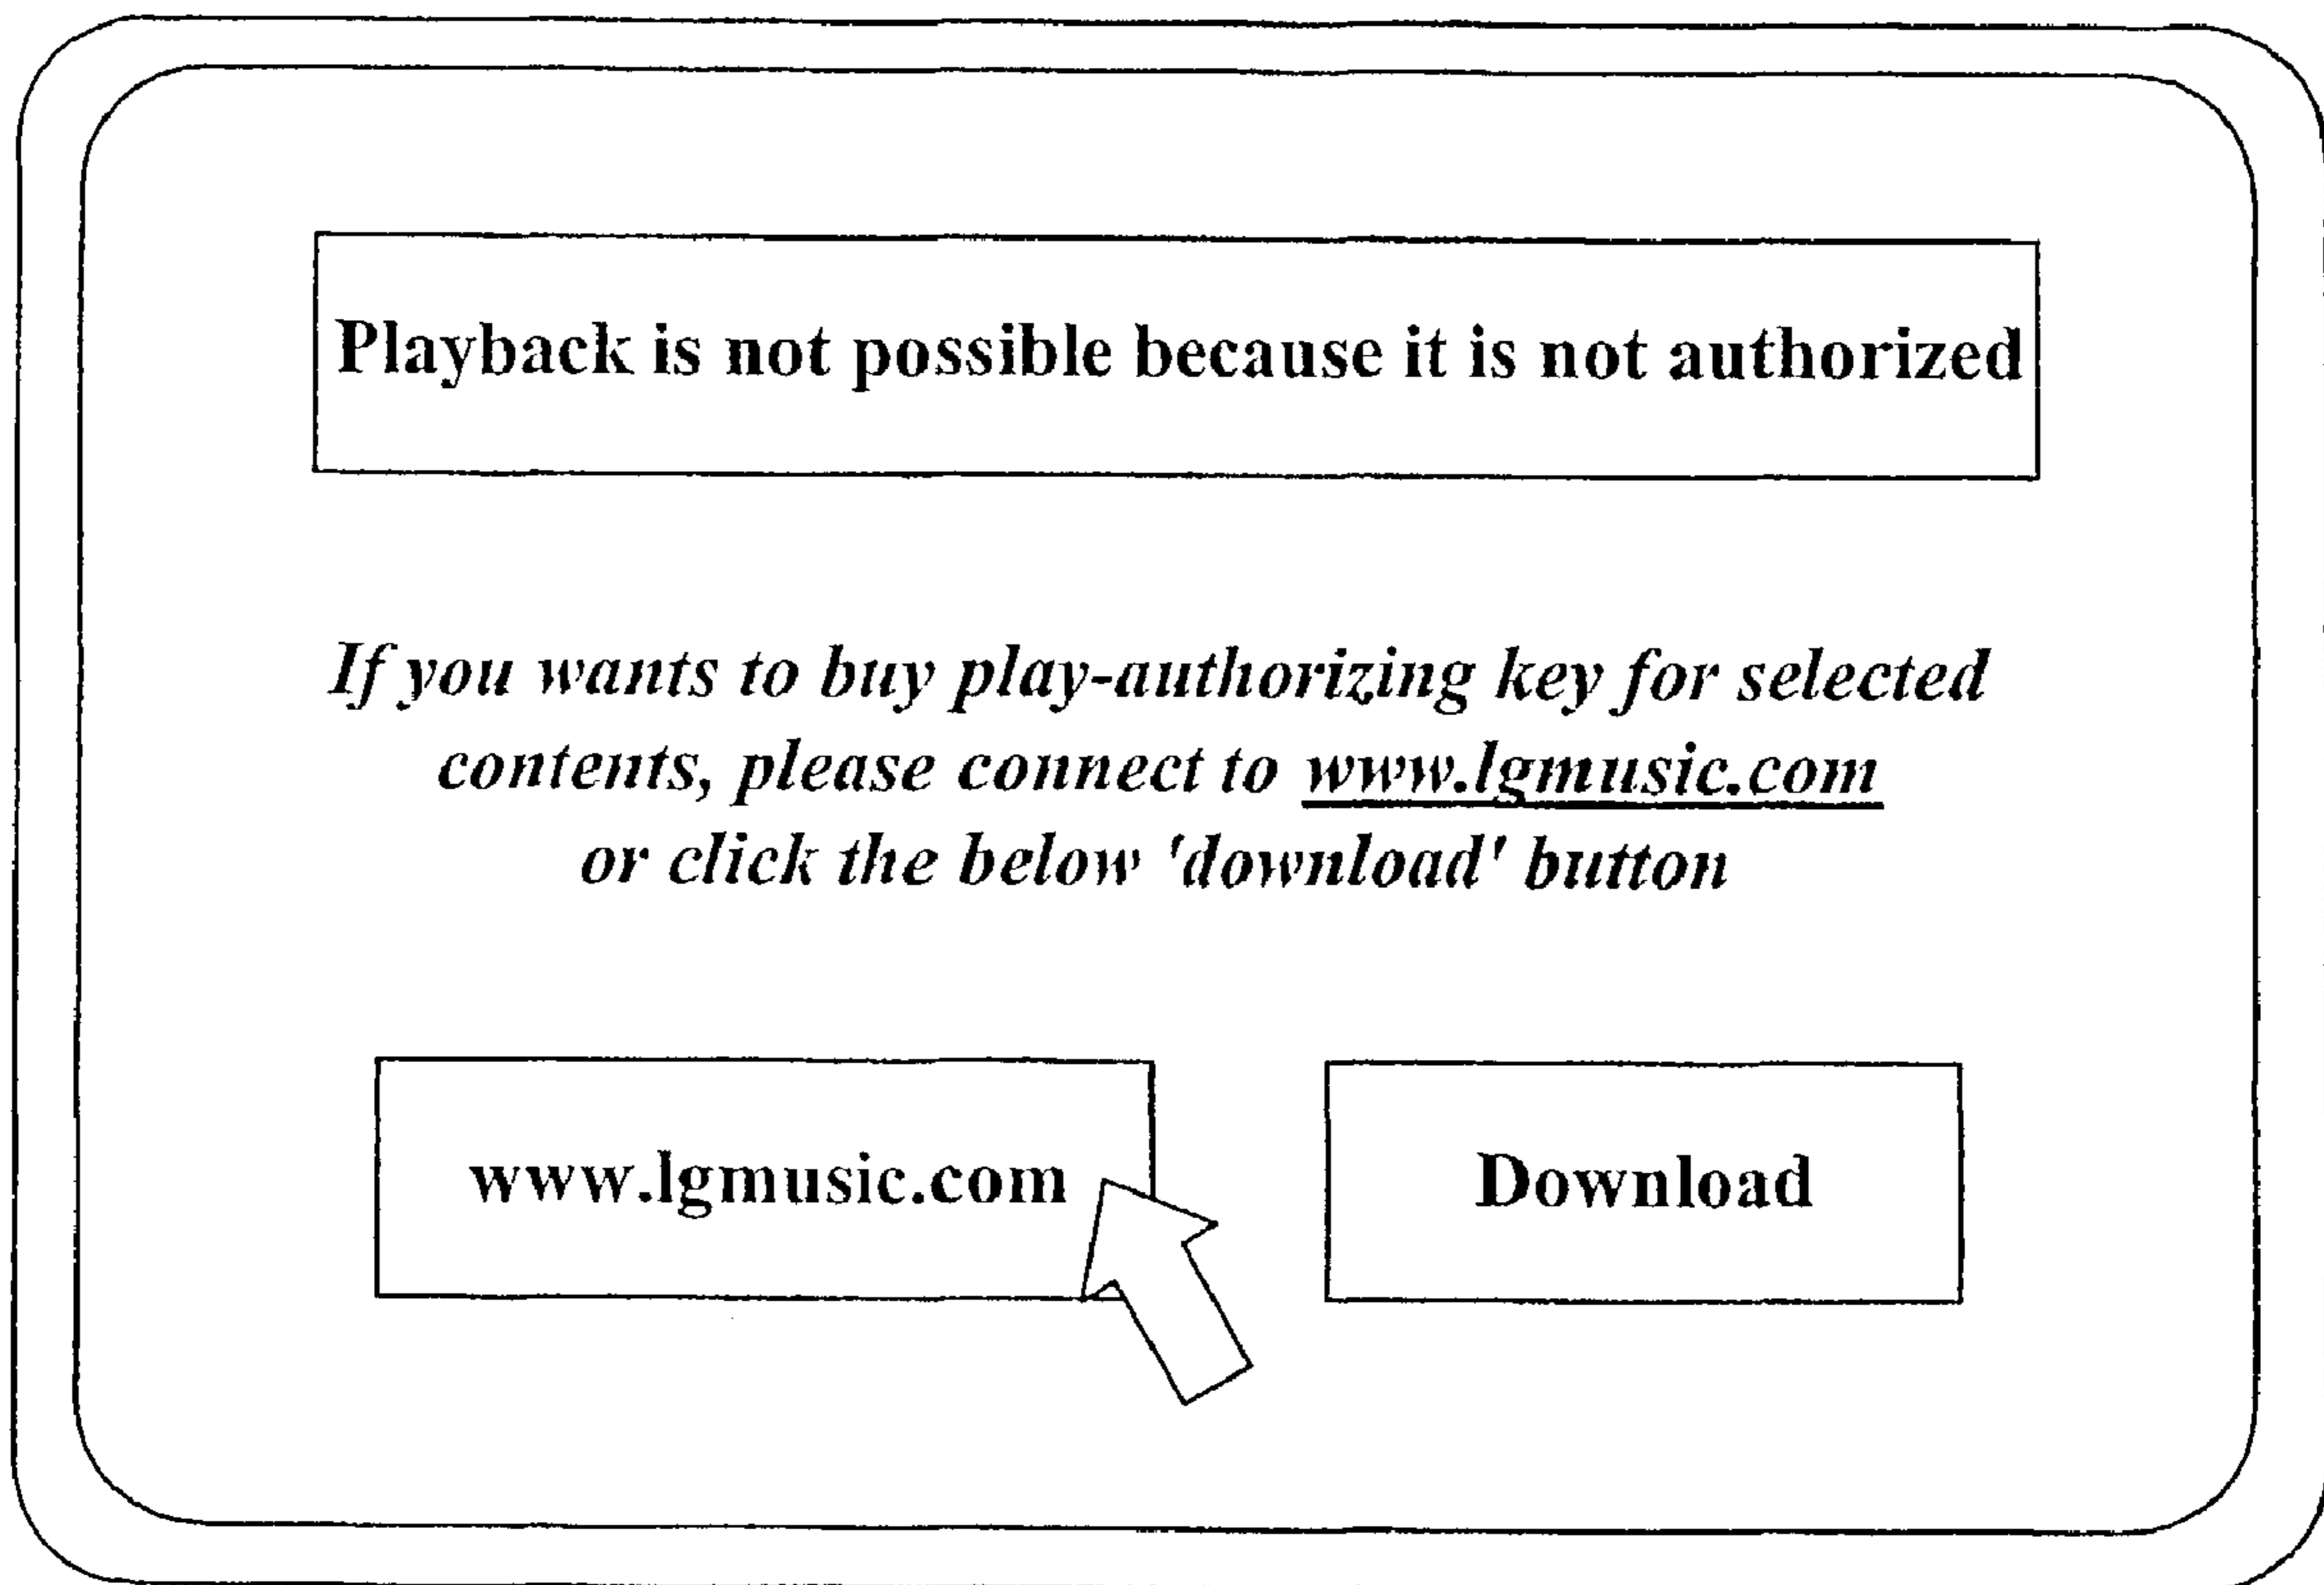 Playback is not possible because it is not authorized
If you wants to buy play-authorizing key for selected
contents, please connect to www.lgmusic.com
or click the below 'download' button
www.lgmusic.com
Download